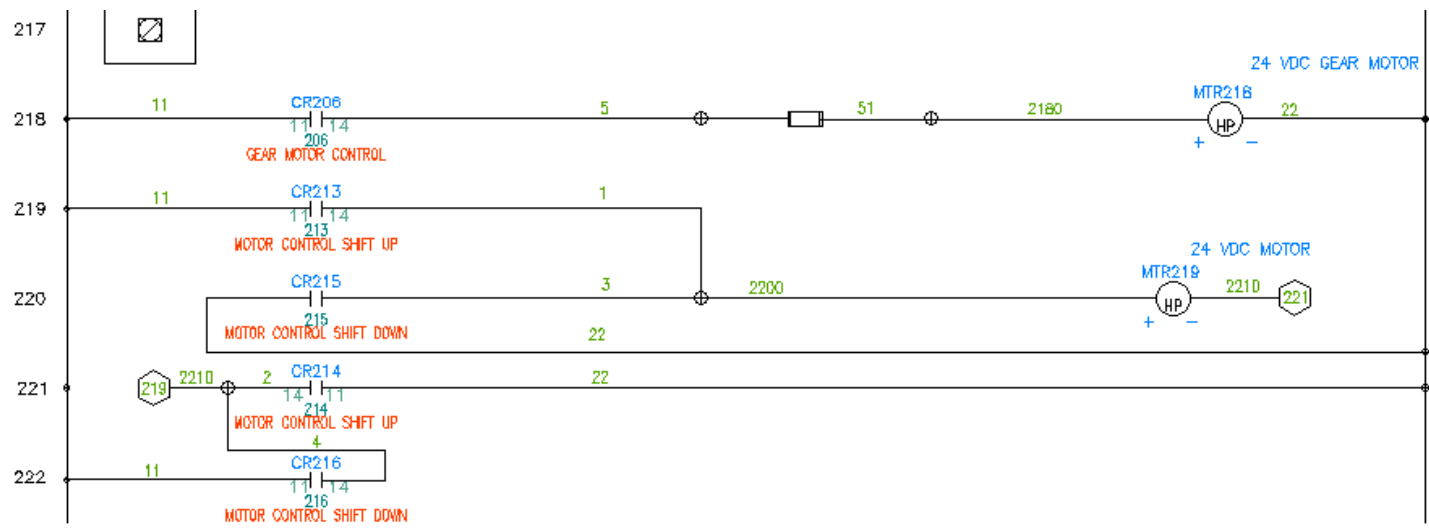 217
24 VDC GEAR MOTOR
11 CR206 5 51 2180 MTR218 22
218 11 14 HP
206 + -
GEAR MOTOR CONTROL
11 CR213 1
219 11 14
213
MOTOR CONTROL SHIFT UP
24 VDC MOTOR
CR215 3 2200 MTR219 2210
220 HP 221
215 + -
MOTOR CONTROL SHIFT DOWN
22
221 219 2210 2 CR214 22
14 11
214
MOTOR CONTROL SHIFT UP
4
222 11 CR216
11 14
216
MOTOR CONTROL SHIFT DOWN